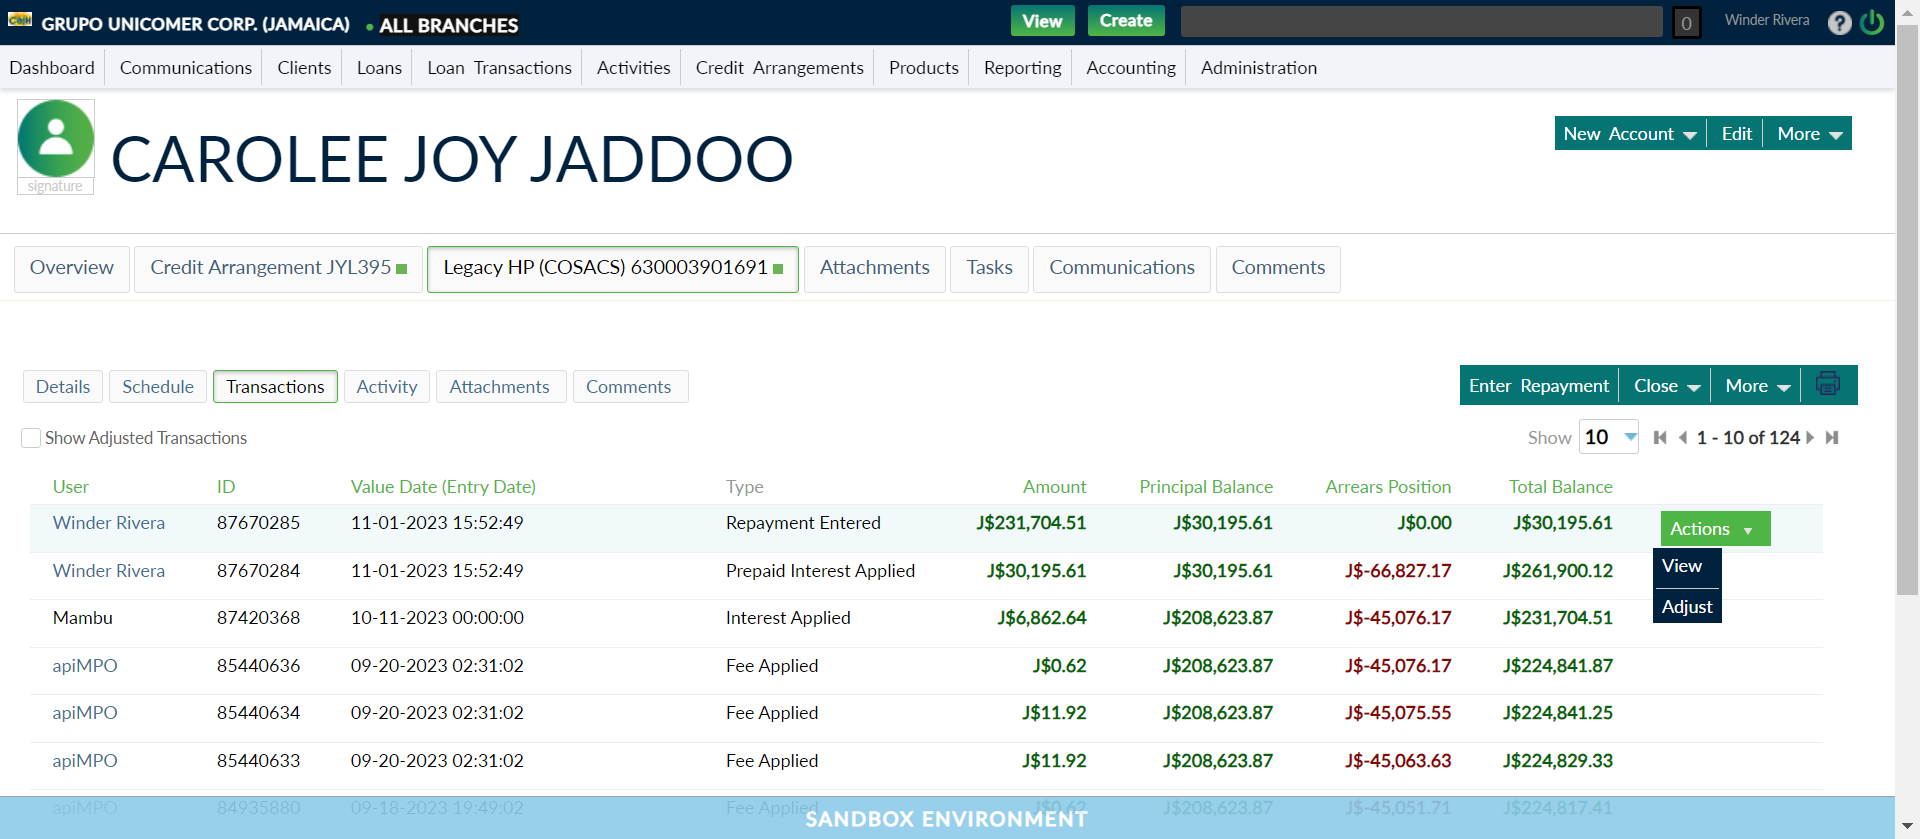 Cash GRUPO UNICOMER CORP. (JAMAICA) ALL BRANCHES View Create 0 Winder Rivera ?
Dashboard Communications Clients Loans Loan Transactions Activities Credit Arrangements Products Reporting Accounting Administration
signature
CAROLEE JOY JADDOO
New Account Edit More
Overview Credit Arrangement JYL395 Legacy HP (COSACS) 630003901691 Attachments Tasks Communications Comments
Details Schedule Transactions Activity Attachments Comments
Enter Repayment Close More
Show Adjusted Transactions
Show 10 1 - 10 of 124
User ID Value Date (Entry Date) Type Amount Principal Balance Arrears Position Total Balance
Winder Rivera 87670285 11-01-2023 15:52:49 Repayment Entered J$231,704.51 J$30,195.61 J$0.00 J$30,195.61 Actions
View
Winder Rivera 87670284 11-01-2023 15:52:49 Prepaid Interest Applied J$30,195.61 J$30,195.61 J$-66,827.17 J$261,900.12
Adjust
Mambu 87420368 10-11-2023 00:00:00 Interest Applied J$6,862.64 J$208,623.87 J$-45,076.17 J$231,704.51
apiMPO 85440636 09-20-2023 02:31:02 Fee Applied J$0.62 J$208,623.87 J$-45,076.17 J$224,841.87
apiMPO 85440634 09-20-2023 02:31:02 Fee Applied J$11.92 J$208,623.87 J$-45,075.55 J$224,841.25
apiMPO 85440633 09-20-2023 02:31:02 Fee Applied J$11.92 J$208,623.87 J$-45,063.63 J$224,829.33
apiMPO 84935880 09-18-2023 19:49:02 Fee Applied J$0.62 J$208,623.87 J$-45,051.71 J$224,817.41
SANDBOX ENVIRONMENT